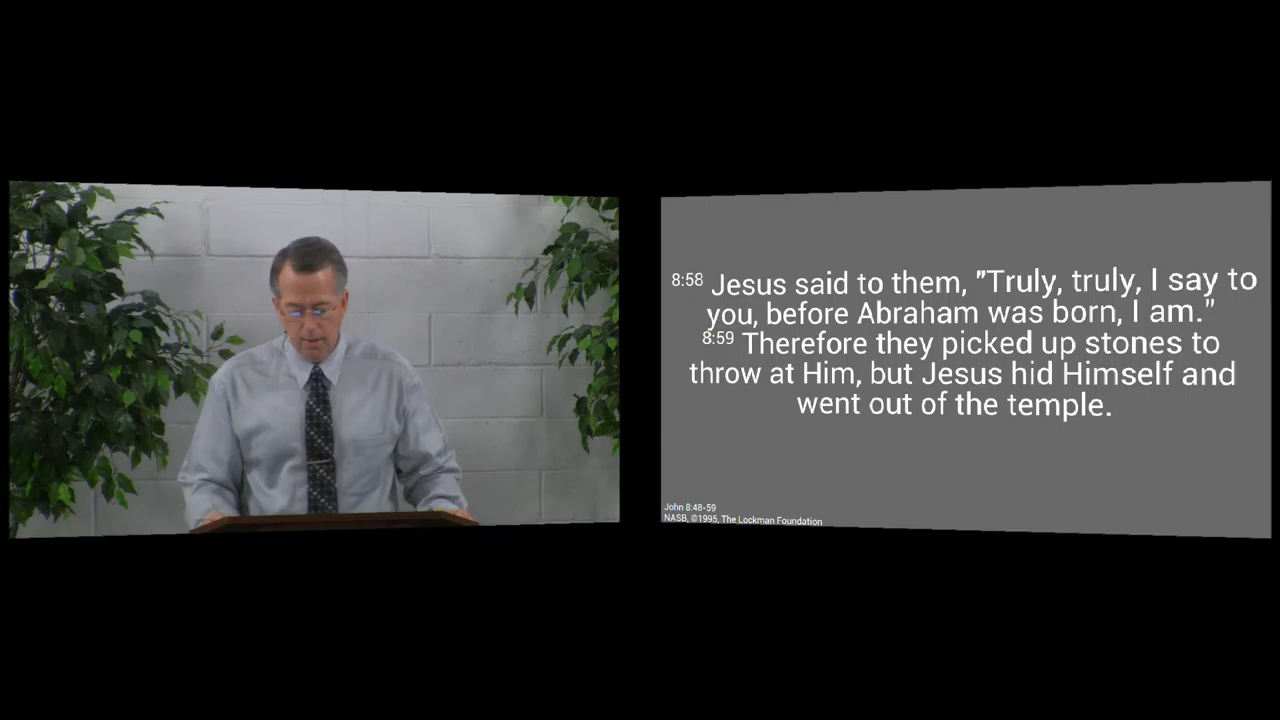 8:58 Jesus said to them, "Truly, truly, I say to
you, before Abraham was born, I am."
8:59 Therefore they picked up stones to
throw at Him, but Jesus hid Himself and
went out of the temple.
John 8:48-59
NASB, ©1995, The Lockman Foundation